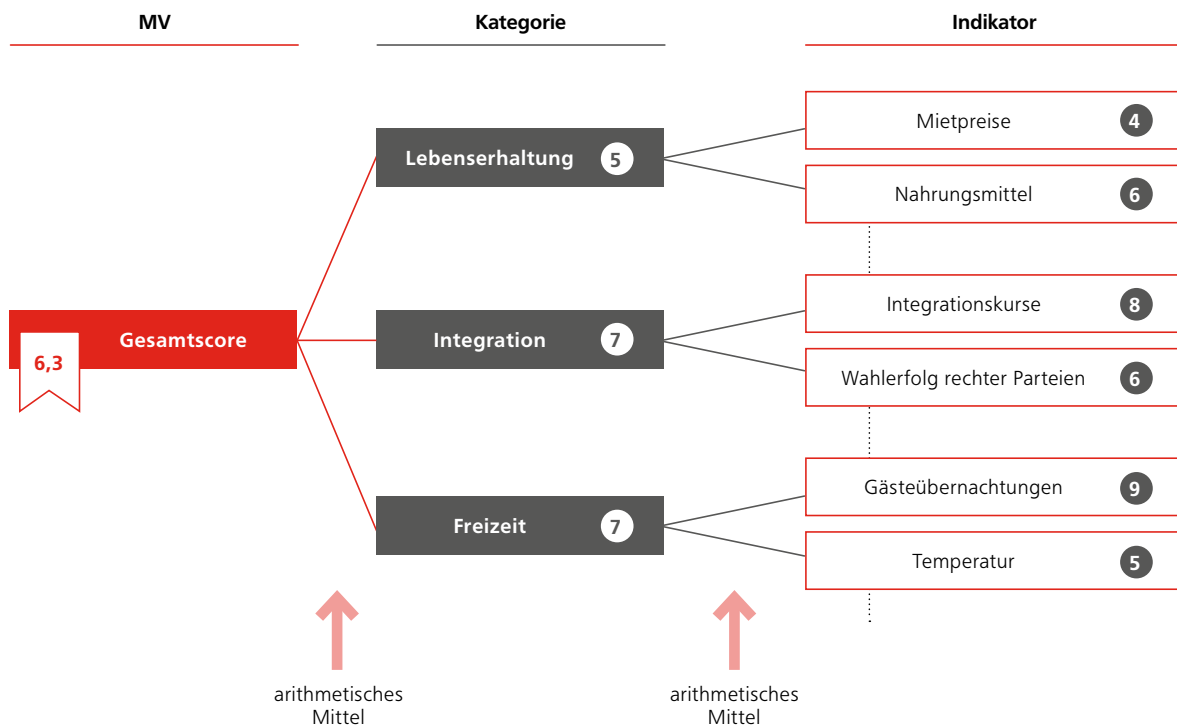 MV
Kategorie
Indikator
Mietpreise 4
Lebenserhaltung 5
Nahrungsmittel 6
Integrationskurse 8
Gesamtscore
Integration 7
6,3
Wahlerfolg rechter Parteien 6
Gästeübernachtungen 9
Freizeit 7
Temperatur 5
arithmetisches
Mittel
arithmetisches
Mittel